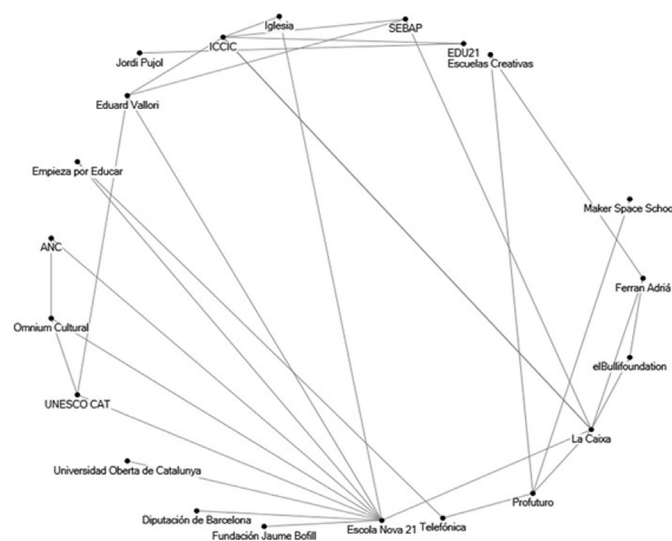 Iglesia
SEBAP
ICCIC
EDU21
Jordi Pujol
Escuelas Creativas
Eduard Vallori
Empieza por Educar
Maker Space Schoo
ANC
Ferran Adriá
Omnium Cultural
elBullifoundation
UNESCO CAT
La Caixa
Universidad Oberta de Catalunya
Profuturo
Diputación de Barcelona
Escola Nova 21
Telefónica
Fundación Jaume Bofill